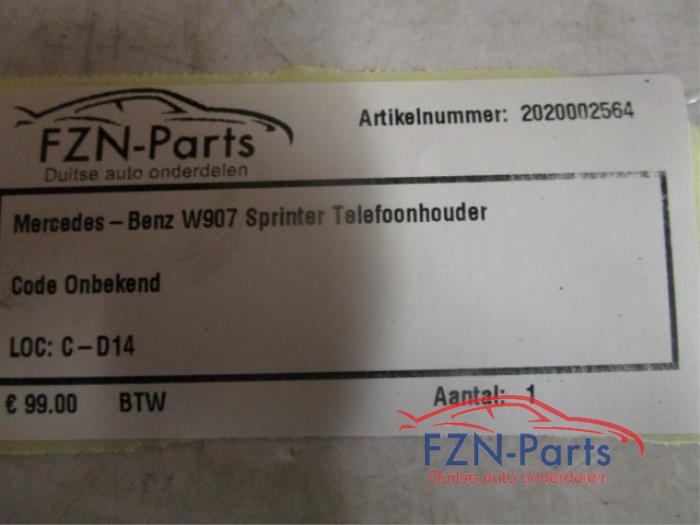 FZN-Parts
Duitse auto onderdelen
Artikelnummer: 2020002564
Mercedes-Benz W907 Sprinter Telefoonhouder
Code Onbekend
LOC: C-D14
€ 99.00 BTW Aantal: 1
FZN-Parts
Duitse auto onderdelen